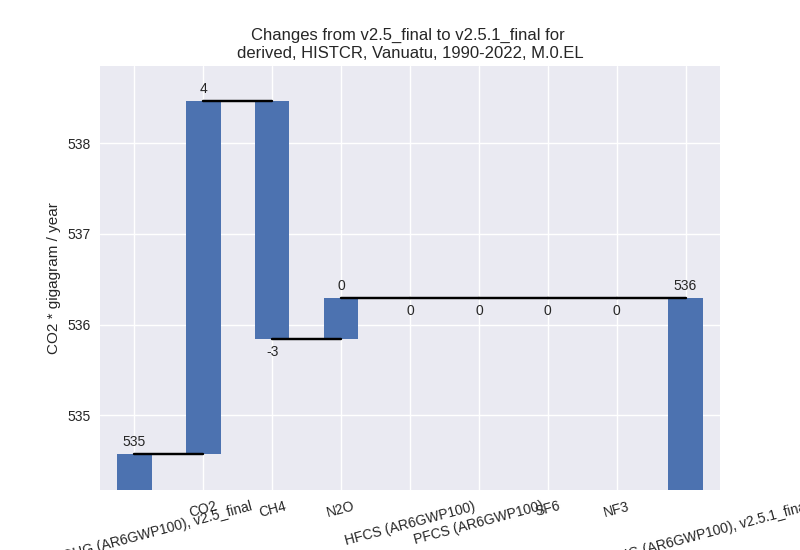 Changes from v2.5_final to v2.5.1_final for
derived, HISTCR, Vanuatu, 1990-2022, M.0.EL
CO2 * gigagram / year
538
537
536
535
535
4
-3
0
0
0
0
0
536
(AR6GWP100), v2.5_final
CO2
CH4
N2O
HFCS (AR6GWP100)
PFCS (AR6GWP100)
SF6
NF3
(AR6GWP100), v2.5.1_final